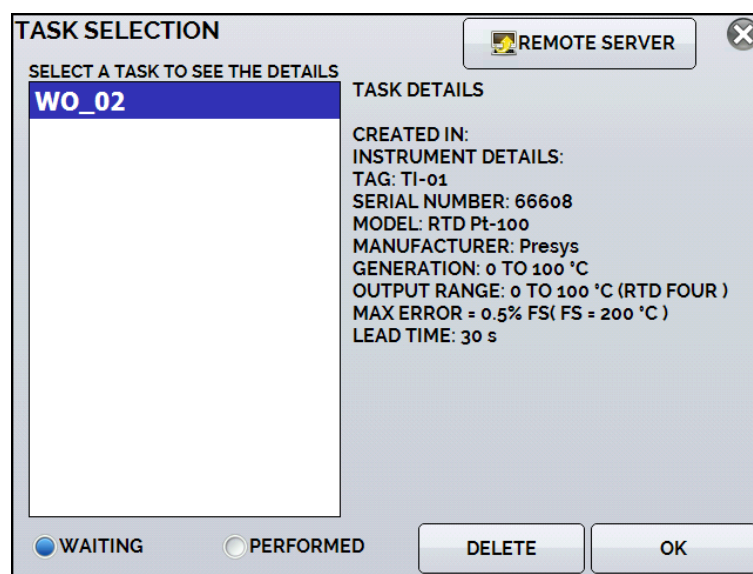 TASK SELECTION
REMOTE SERVER
SELECT A TASK TO SEE THE DETAILS
WO_02
TASK DETAILS
CREATED IN:
INSTRUMENT DETAILS:
TAG: TI-01
SERIAL NUMBER: 66608
MODEL: RTD Pt-100
MANUFACTURER: Presys
GENERATION: 0 TO 100 °C
OUTPUT RANGE: 0 TO 100 °C (RTD FOUR )
MAX ERROR = 0.5% FS( FS = 200 °C )
LEAD TIME: 30 s
WAITING
PERFORMED
DELETE
OK